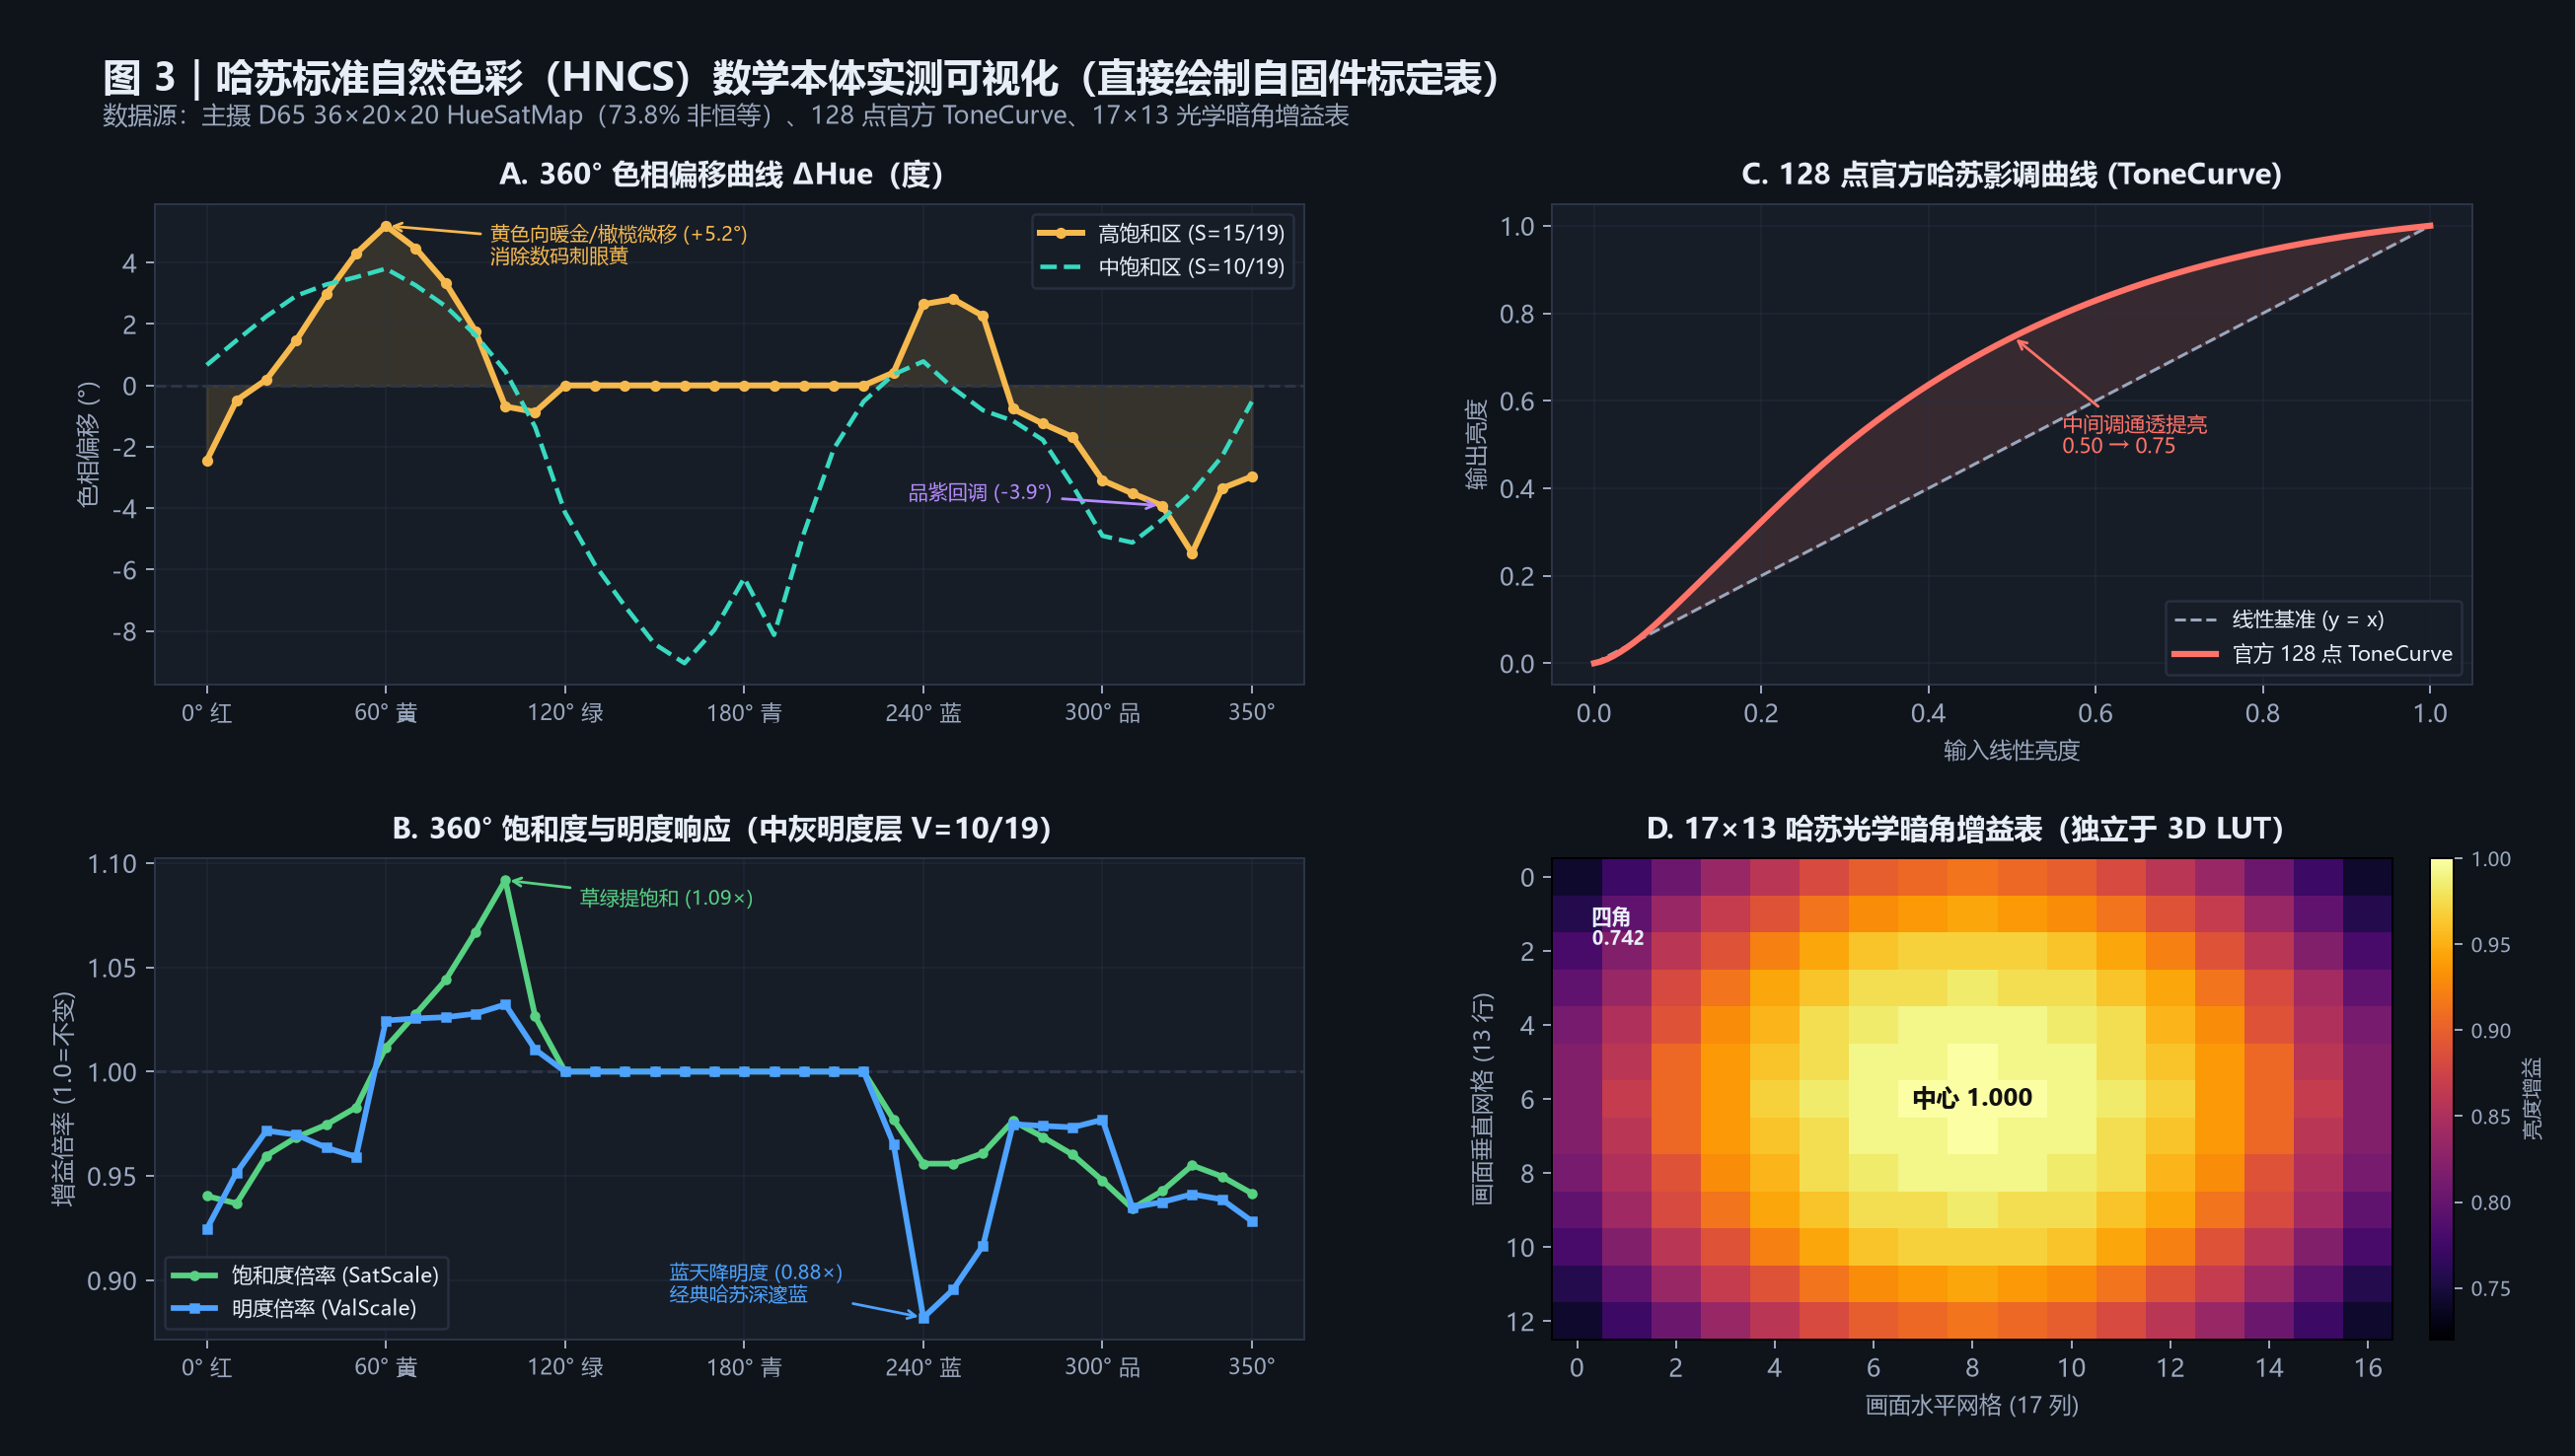 图 3｜哈苏标准自然色彩（HNCS）数学本体实测可视化（直接绘制自固件标定表）
数据源：主摄 D65 36×20×20 HueSatMap（73.8% 非恒等）、128 点官方 ToneCurve、17×13 光学暗角增益表
A. 360° 色相偏移曲线 ΔHue（度）
黄色向暖金/橄榄微移 (+5.2°)
消除数码刺眼黄
高饱和区 (S=15/19)
中饱和区 (S=10/19)
品紫回调 (-3.9°)
色相偏移 (°)
4
2
0
-2
-4
-6
-8
0° 红
60° 黄
120° 绿
180° 青
240° 蓝
300° 品
350°
C. 128 点官方哈苏影调曲线 (ToneCurve)
1.0
0.8
0.6
0.4
0.2
0.0
输出亮度
中间调通透提亮
0.50 → 0.75
线性基准 (y = x)
官方 128 点 ToneCurve
0.0
0.2
0.4
0.6
0.8
1.0
输入线性亮度
B. 360° 饱和度与明度响应（中灰明度层 V=10/19）
1.10
1.05
1.00
0.95
0.90
增益倍率 (1.0=不变)
草绿提饱和 (1.09×)
蓝天降明度 (0.88×)
经典哈苏深邃蓝
饱和度倍率 (SatScale)
明度倍率 (ValScale)
0° 红
60° 黄
120° 绿
180° 青
240° 蓝
300° 品
350°
D. 17×13 哈苏光学暗角增益表（独立于 3D LUT）
0
2
4
6
8
10
12
画面垂直网格 (13 行)
四角
0.742
中心 1.000
0
2
4
6
8
10
12
14
16
画面水平网格 (17 列)
1.00
0.95
0.90
0.85
0.80
0.75
亮度增益